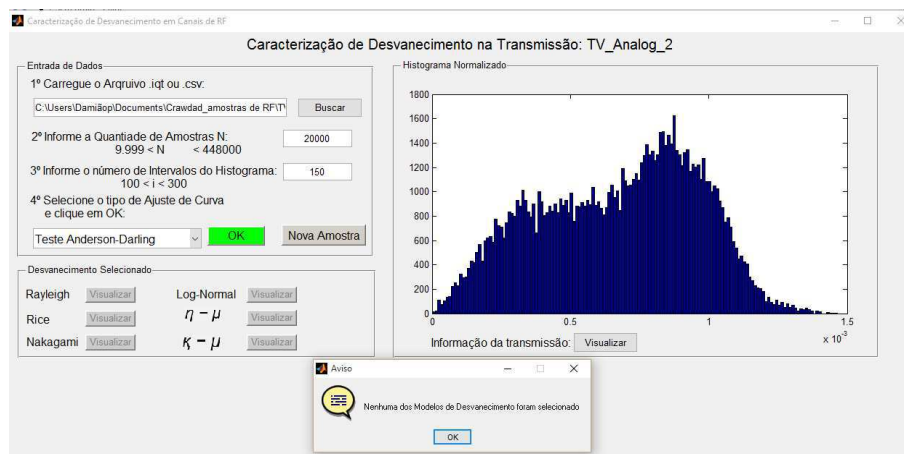 Caracterização de Desvanecimento em Canais de RF
Caracterização de Desvanecimento na Transmissão: TV_Analog_2
Entrada de Dados
1º Carregue o Arqruivo .iqt ou .csv:
C:\Users\Damiãop\Documents\Crawdad_amostras de RF\T\
Buscar
2º Informe a Quantiade de Amostras N:
9.999 < N < 448000
20000
3º Informe o número de Intervalos do Histograma:
100 < i < 300
150
4º Selecione o tipo de Ajuste de Curva
e clique em OK:
Teste Anderson-Darling
OK
Nova Amostra
Desvanecimento Selecionado
Rayleigh Visualizar Log-Normal Visualizar
Rice Visualizar η − μ Visualizar
Nakagami Visualizar κ − μ Visualizar
Histograma Normalizado
1800
1600
1400
1200
1000
800
600
400
200
0
0 0.5 1 1.5
x 10⁻³
Informação da transmissão: Visualizar
Aviso
Nenhuma dos Modelos de Desvanecimento foram selecionado
OK